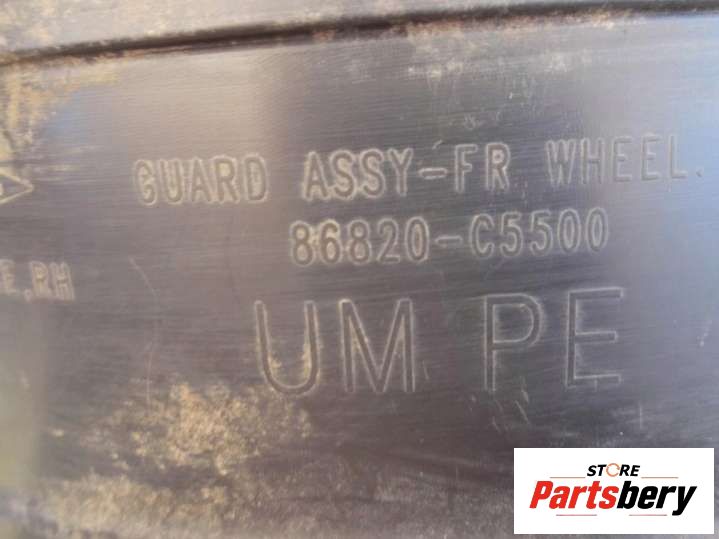 GUARD ASSY-FR WHEEL.
86820-C5500
E,RH
UM PE
STORE
Partsbery